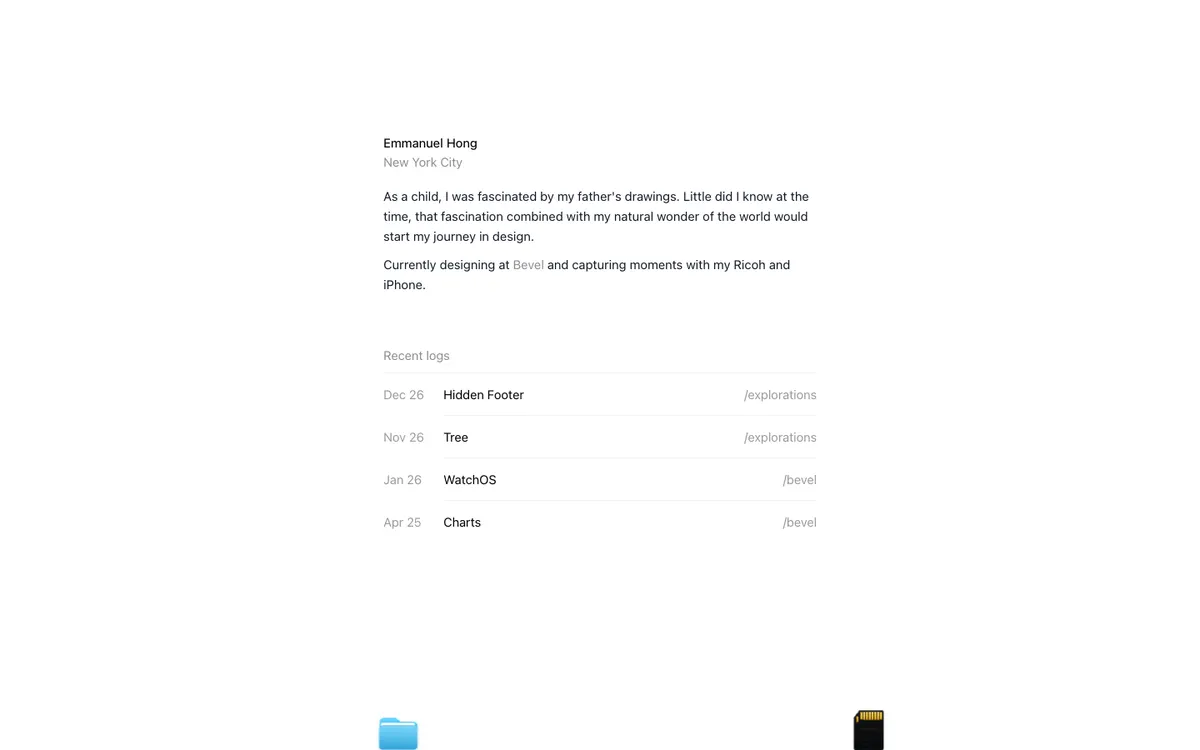 Emmanuel Hong
New York City
As a child, I was fascinated by my father's drawings. Little did I know at the
time, that fascination combined with my natural wonder of the world would
start my journey in design.
Currently designing at Bevel and capturing moments with my Ricoh and
iPhone.
Recent logs
Dec 26 Hidden Footer /explorations
Nov 26 Tree /explorations
Jan 26 WatchOS /bevel
Apr 25 Charts /bevel